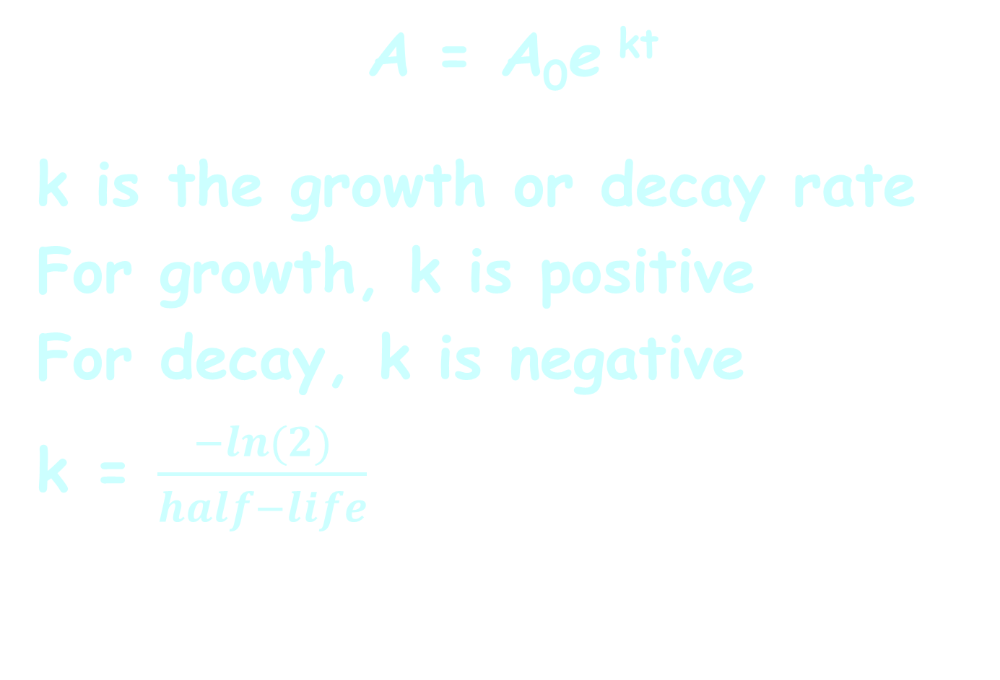 A = A₀e ᵏᵗ
k is the growth or decay rate
For growth, k is positive
For decay, k is negative
k = −ln(2) / half−life